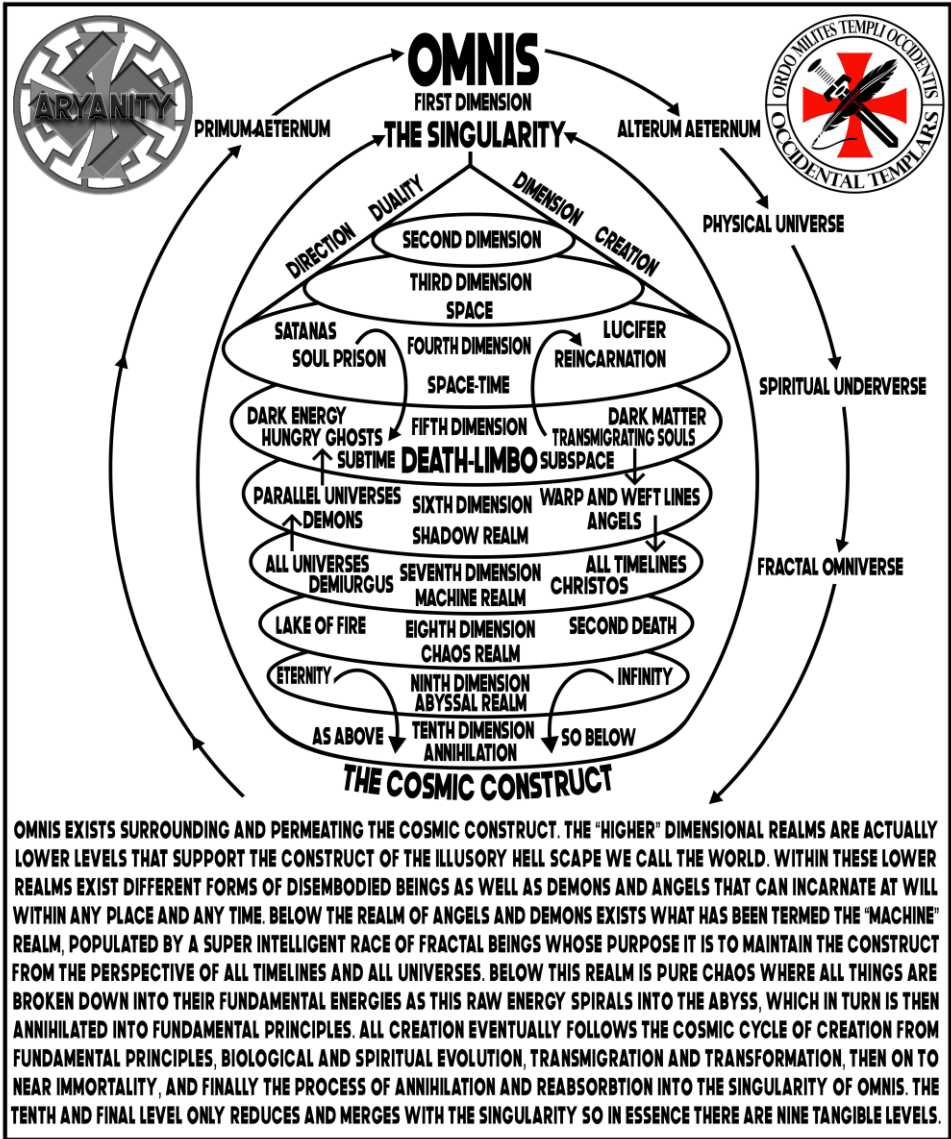 OMNIS
ARYANITY
ORDO MILITES TEMPLI OCCIDENTIS
OCCIDENTAL TEMPLARS
FIRST DIMENSION
PRIMUM AETERNUM
THE SINGULARITY
ALTERUM AETERNUM
DIRECTION DUALITY
DIMENSION CREATION
PHYSICAL UNIVERSE
SECOND DIMENSION
THIRD DIMENSION
SPACE
SATANAS
LUCIFER
SOUL PRISON
FOURTH DIMENSION
REINCARNATION
SPACE-TIME
SPIRITUAL UNDERVERSE
DARK ENERGY
DARK MATTER
HUNGRY GHOSTS
FIFTH DIMENSION
TRANSMIGRATING SOULS
SUBTIME DEATH-LIMBO SUBSPACE
PARALLEL UNIVERSES
SIXTH DIMENSION
WARP AND WEFT LINES
DEMONS
ANGELS
SHADOW REALM
ALL UNIVERSES
SEVENTH DIMENSION
ALL TIMELINES
FRACTAL OMNIVERSE
DEMIURGUS
MACHINE REALM
CHRISTOS
LAKE OF FIRE
EIGHTH DIMENSION
SECOND DEATH
CHAOS REALM
ETERNITY
NINTH DIMENSION
INFINITY
ABYSSAL REALM
AS ABOVE
TENTH DIMENSION
SO BELOW
ANNIHILATION
THE COSMIC CONSTRUCT
OMNIS EXISTS SURROUNDING AND PERMEATING THE COSMIC CONSTRUCT. THE "HIGHER" DIMENSIONAL REALMS ARE ACTUALLY
LOWER LEVELS THAT SUPPORT THE CONSTRUCT OF THE ILLUSORY HELL SCAPE WE CALL THE WORLD. WITHIN THESE LOWER
REALMS EXIST DIFFERENT FORMS OF DISEMBODIED BEINGS AS WELL AS DEMONS AND ANGELS THAT CAN INCARNATE AT WILL
WITHIN ANY PLACE AND ANY TIME. BELOW THE REALM OF ANGELS AND DEMONS EXISTS WHAT HAS BEEN TERMED THE "MACHINE"
REALM, POPULATED BY A SUPER INTELLIGENT RACE OF FRACTAL BEINGS WHOSE PURPOSE IT IS TO MAINTAIN THE CONSTRUCT
FROM THE PERSPECTIVE OF ALL TIMELINES AND ALL UNIVERSES. BELOW THIS REALM IS PURE CHAOS WHERE ALL THINGS ARE
BROKEN DOWN INTO THEIR FUNDAMENTAL ENERGIES AS THIS RAW ENERGY SPIRALS INTO THE ABYSS, WHICH IN TURN IS THEN
ANNIHILATED INTO FUNDAMENTAL PRINCIPLES. ALL CREATION EVENTUALLY FOLLOWS THE COSMIC CYCLE OF CREATION FROM
FUNDAMENTAL PRINCIPLES, BIOLOGICAL AND SPIRITUAL EVOLUTION, TRANSMIGRATION AND TRANSFORMATION, THEN ON TO
NEAR IMMORTALITY, AND FINALLY THE PROCESS OF ANNIHILATION AND REABSORBTION INTO THE SINGULARITY OF OMNIS. THE
TENTH AND FINAL LEVEL ONLY REDUCES AND MERGES WITH THE SINGULARITY SO IN ESSENCE THERE ARE NINE TANGIBLE LEVELS.